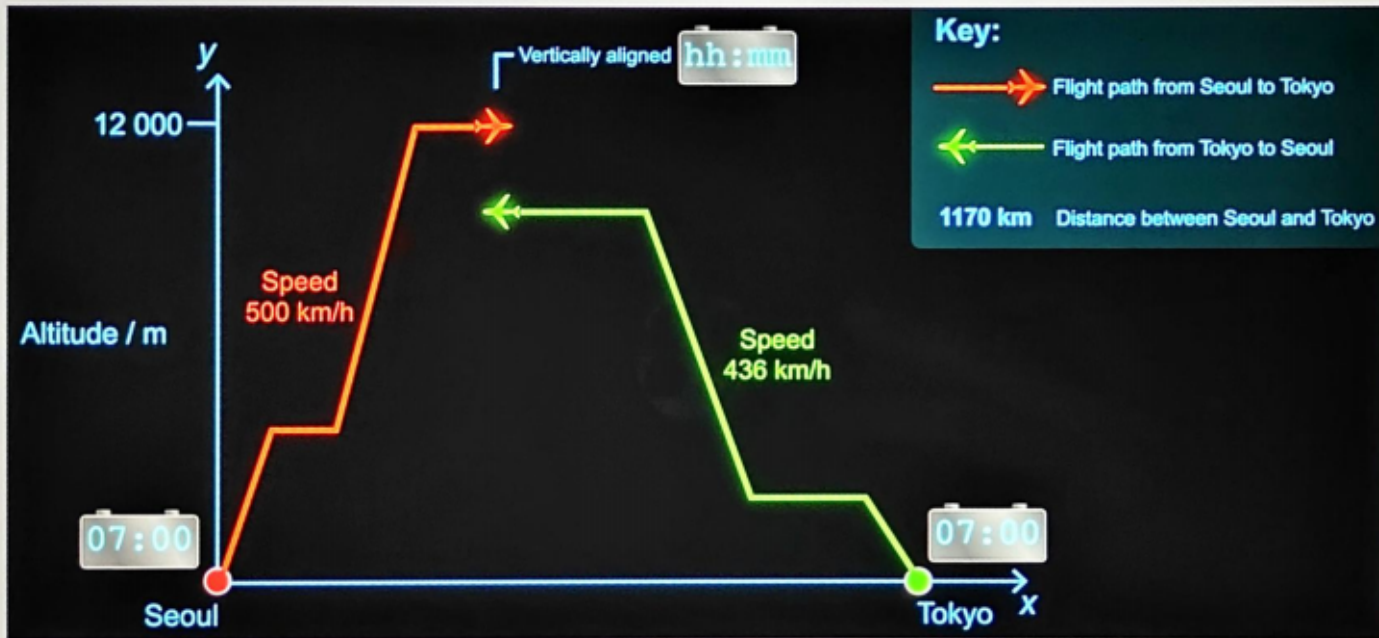 y
Vertically aligned
hh:mm
12 000
Key:
Flight path from Seoul to Tokyo
Flight path from Tokyo to Seoul
1170 km Distance between Seoul and Tokyo
Speed
500 km/h
Altitude / m
Speed
436 km/h
07:00
07:00
Seoul
Tokyo
x